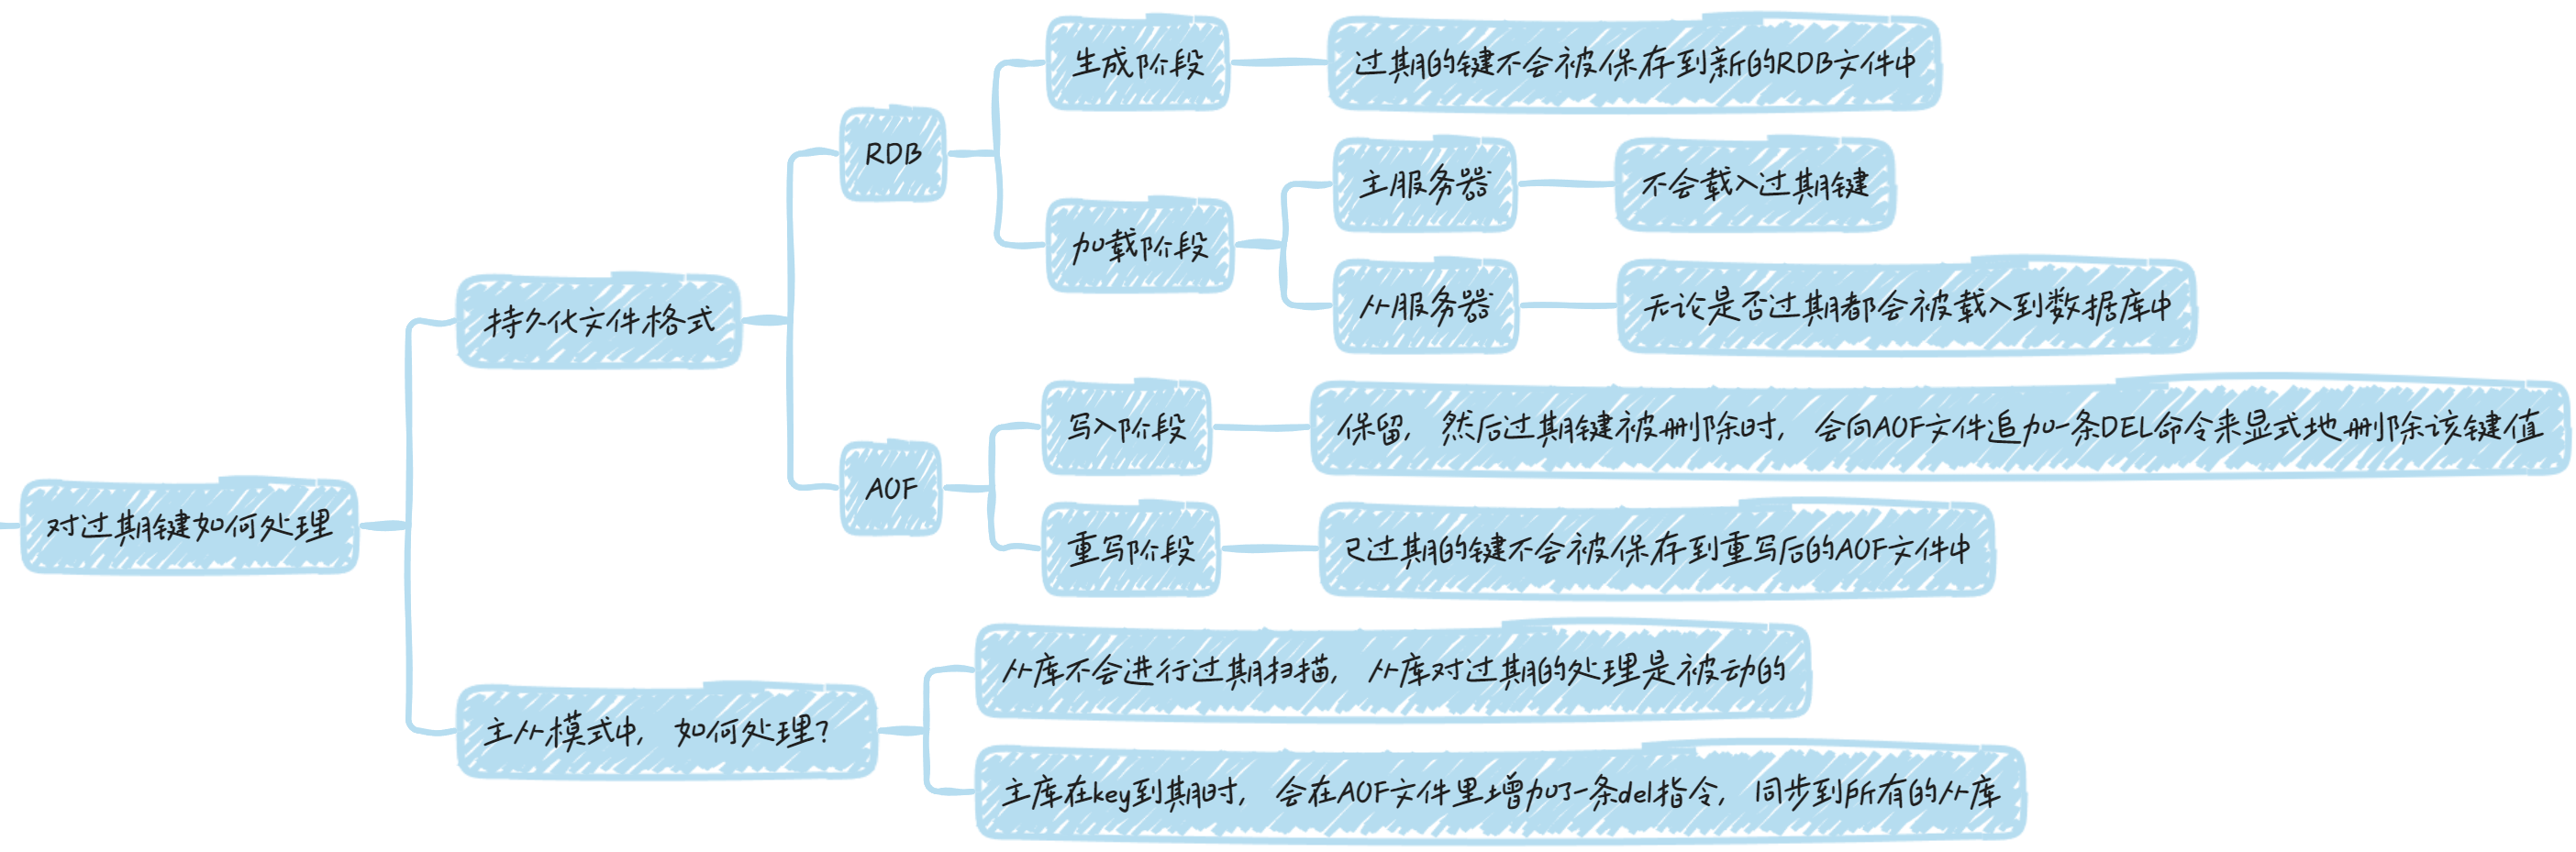 对过期键如何处理
持久化文件格式
RDB
生成阶段
过期的键不会被保存到新的RDB文件中
加载阶段
主服务器
不会载入过期键
从服务器
无论是否过期都会被载入到数据库中
AOF
写入阶段
保留, 然后过期键被删除时, 会向AOF文件追加一条DEL命令来显式地删除该键值
重写阶段
已过期的键不会被保存到重写后的AOF文件中
主从模式中, 如何处理?
从库不会进行过期扫描, 从库对过期的处理是被动的
主库在key到期时, 会在AOF文件里增加了一条del指令, 同步到所有的从库